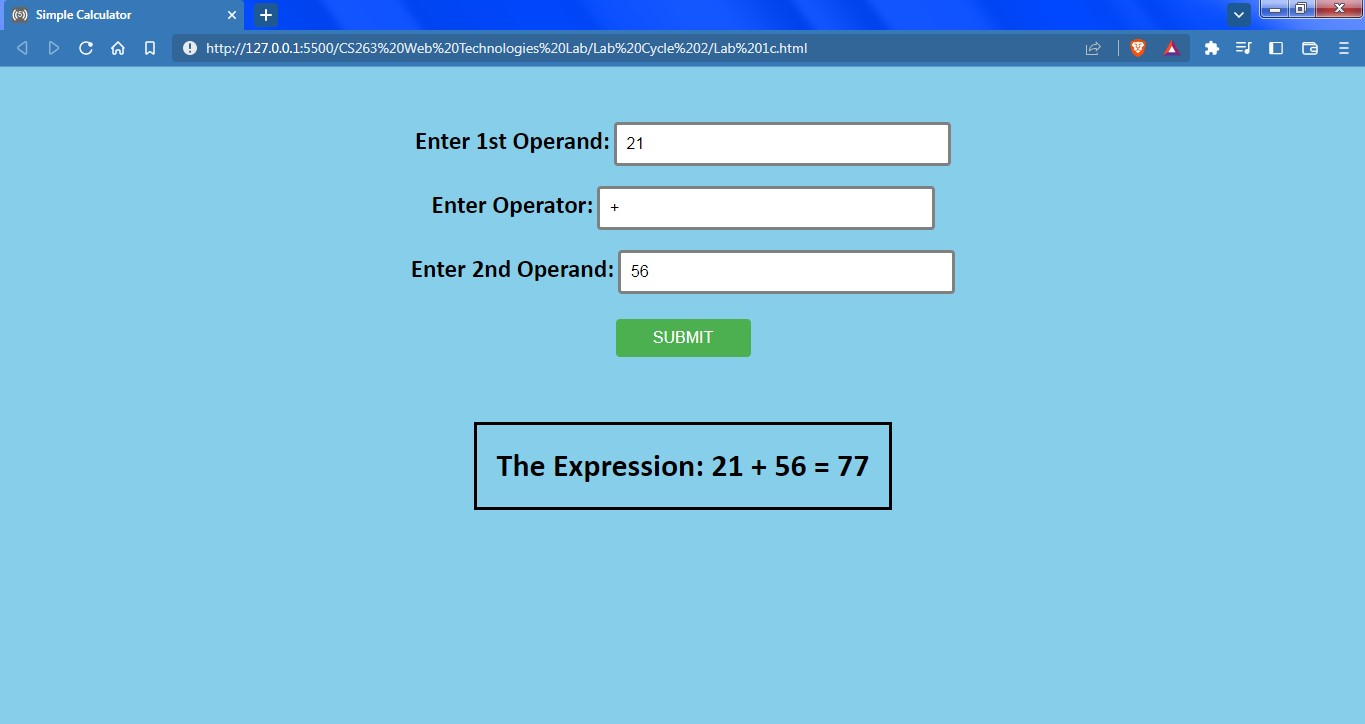 Simple Calculator
http://127.0.0.1:5500/CS263%20Web%20Technologies%20Lab/Lab%20Cycle%202/Lab%201c.html
Enter 1st Operand: 21
Enter Operator: +
Enter 2nd Operand: 56
SUBMIT
The Expression: 21 + 56 = 77